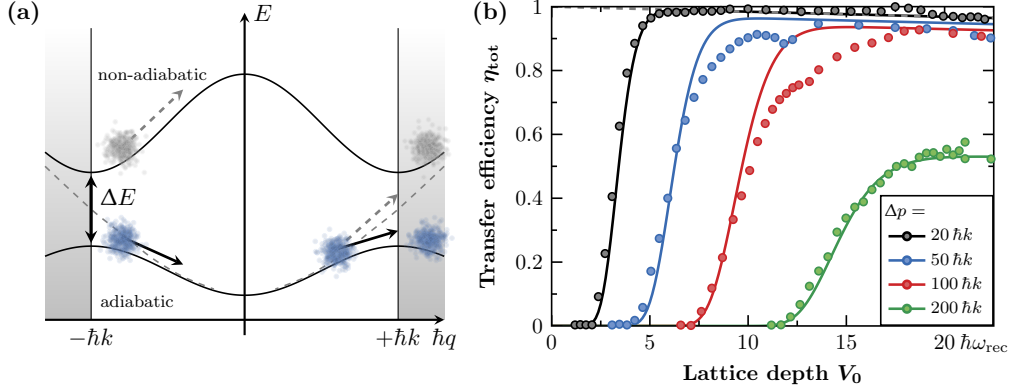 (a)
E
non-adiabatic
ΔE
adiabatic
−ħk
+ħk ħq
(b)
Transfer efficiency η_tot
1
0.8
0.6
0.4
0.2
0
0 5 10 15 20 ħω_rec
Lattice depth V_0
Δp =
20 ħk
50 ħk
100 ħk
200 ħk